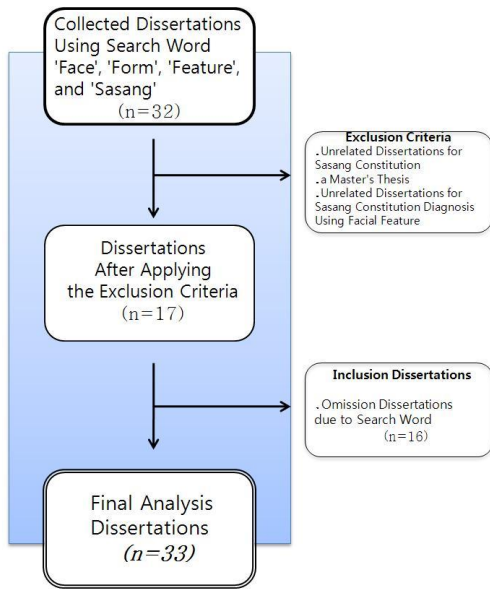 Collected Dissertations
Using Search Word
'Face', 'Form', 'Feature',
and 'Sasang'
(n=32)
Exclusion Criteria
.Unrelated Dissertations for
Sasang Constitution
.a Master's Thesis
.Unrelated Dissertations for
Sasang Constitution Diagnosis
Using Facial Feature
Dissertations
After Applying
the Exclusion Criteria
(n=17)
Inclusion Dissertations
.Omission Dissertations
due to Search Word
(n=16)
Final Analysis
Dissertations
(n=33)